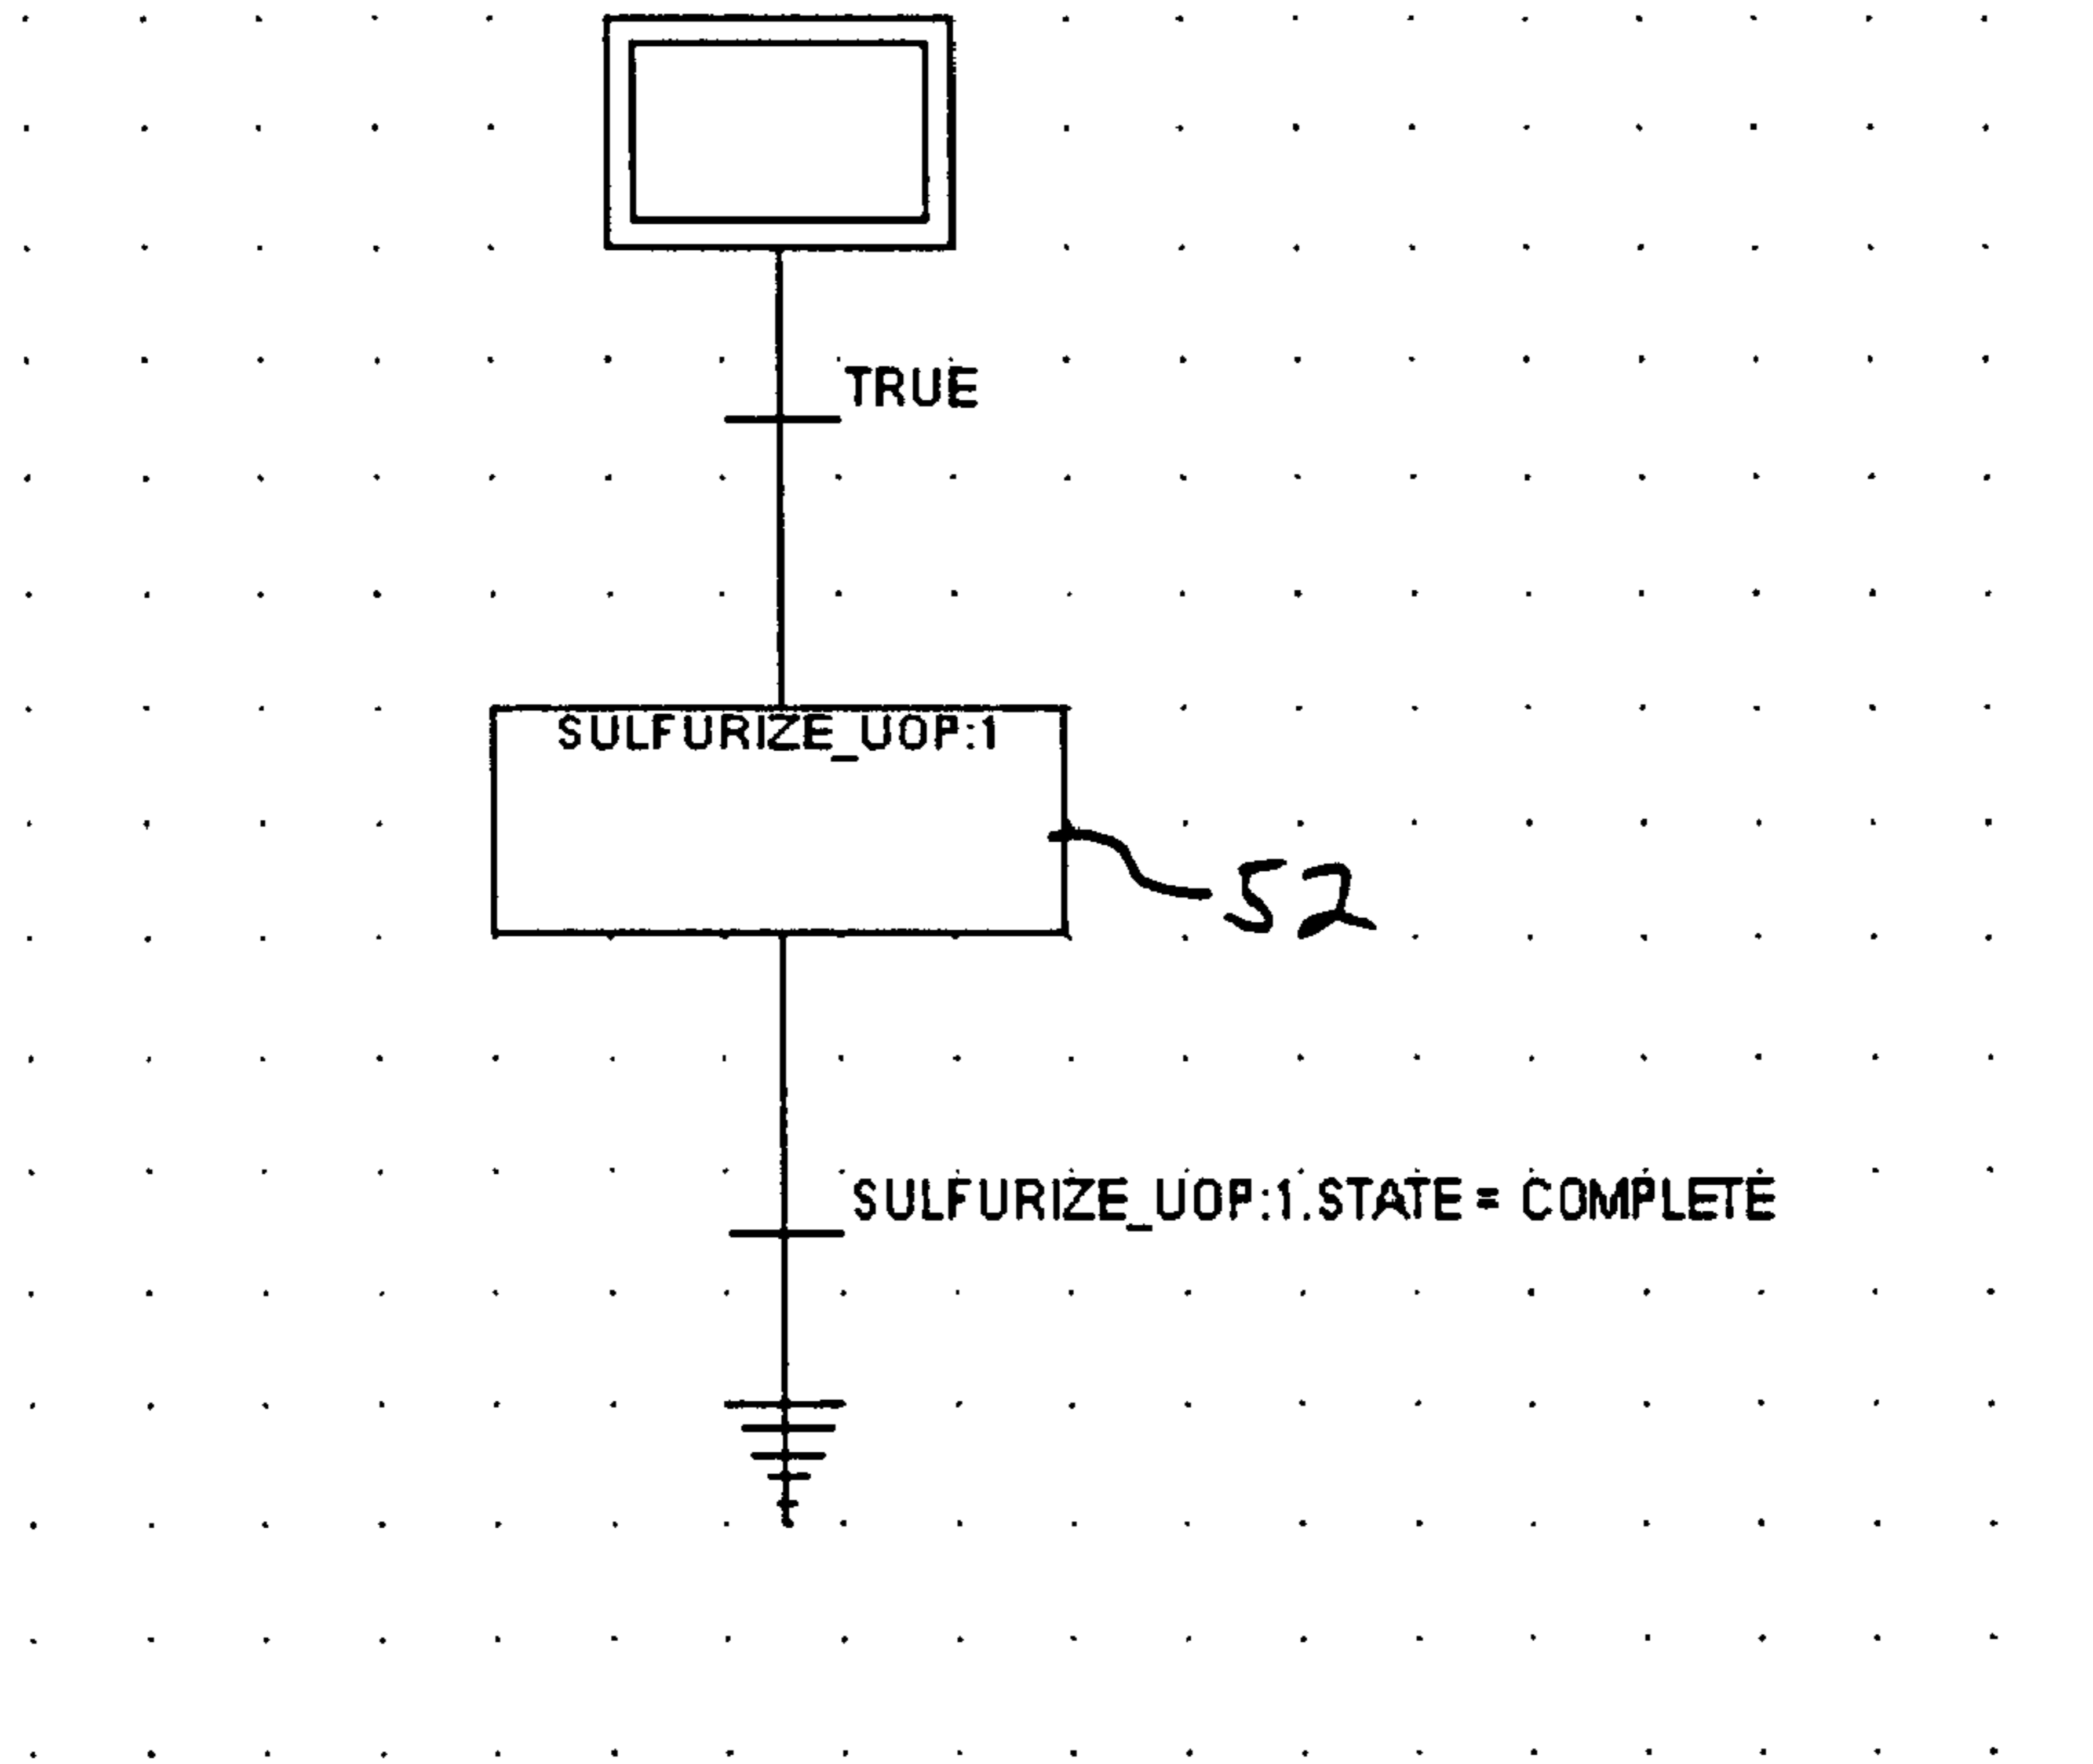 TRUE
SULFURIZE_UOP:1
52
SULFURIZE_UOP:1.STATE = COMPLETE